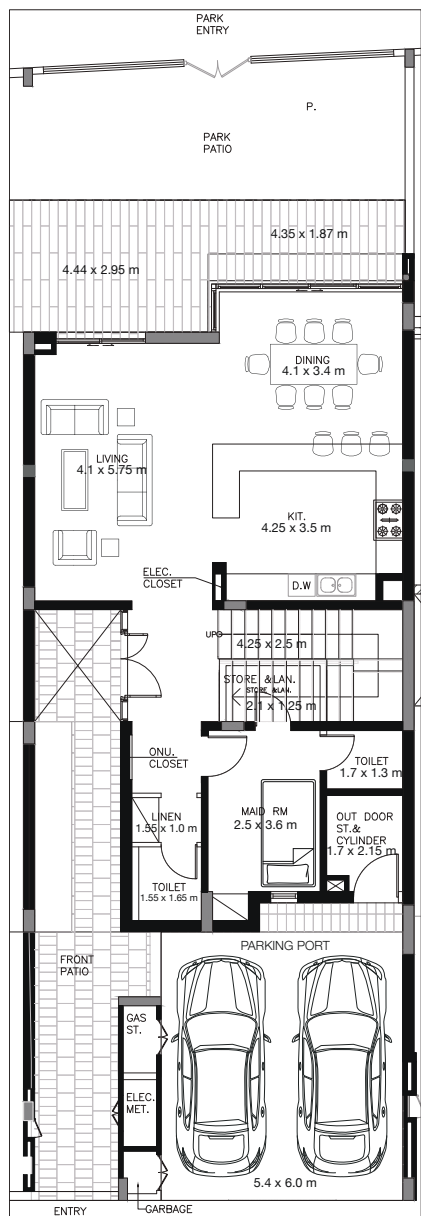 PARK
ENTRY
P.
PARK
PATIO
4.35 x 1.87 m
4.44 x 2.95 m
DINING
4.1 x 3.4 m
LIVING
4.1 x 5.75 m
KIT.
4.25 x 3.5 m
ELEC.
CLOSET
D.W
UP
4.25 x 2.5 m
STORE &LAN.
STORE &LAN.
2.1 x 1.25 m
ONU.
CLOSET
TOILET
1.7 x 1.3 m
LINEN
1.55 x 1.0 m
MAID RM
2.5 x 3.6 m
OUT DOOR
ST.&
CYLINDER
1.7 x 2.15 m
TOILET
1.55 x 1.65 m
PARKING PORT
FRONT
PATIO
GAS
ST.
ELEC.
MET.
5.4 x 6.0 m
ENTRY
GARBAGE